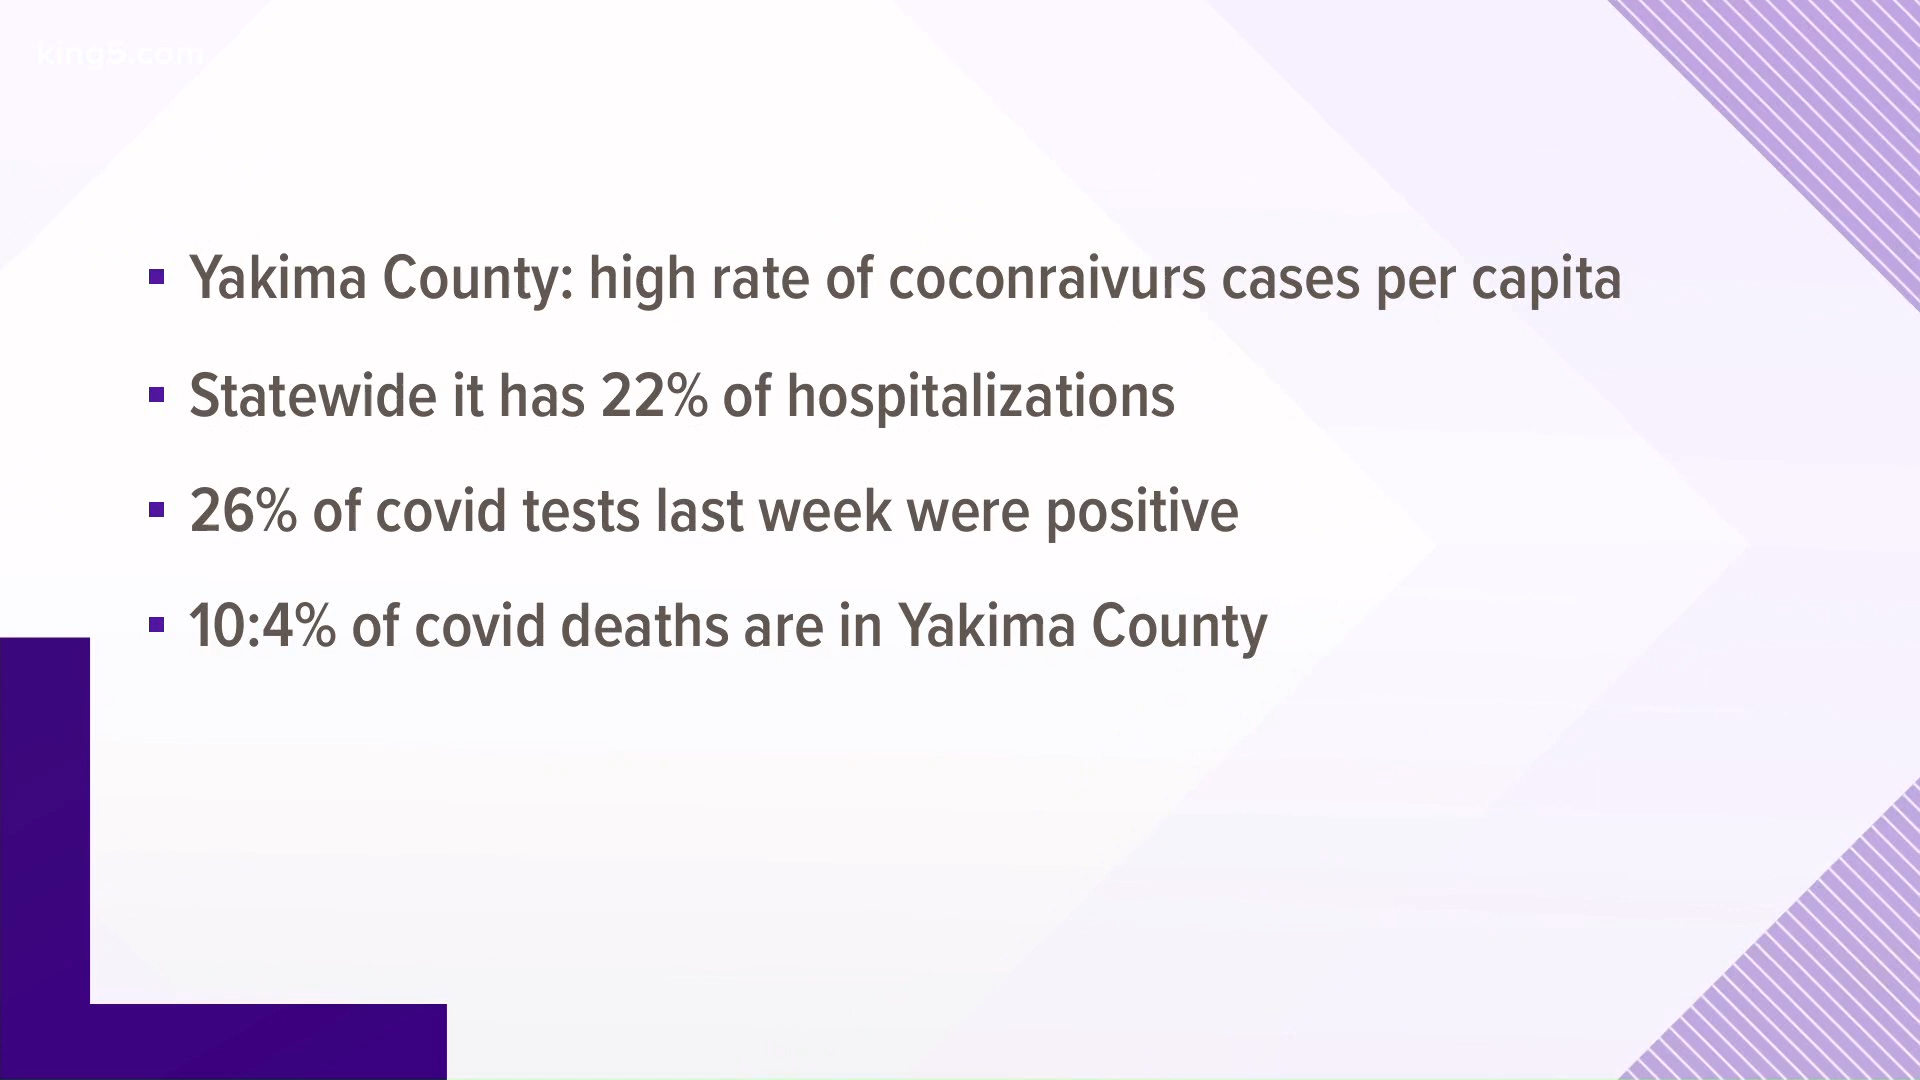 king5.com
Yakima County: high rate of coconraivurs cases per capita
Statewide it has 22% of hospitalizations
26% of covid tests last week were positive
10:4% of covid deaths are in Yakima County